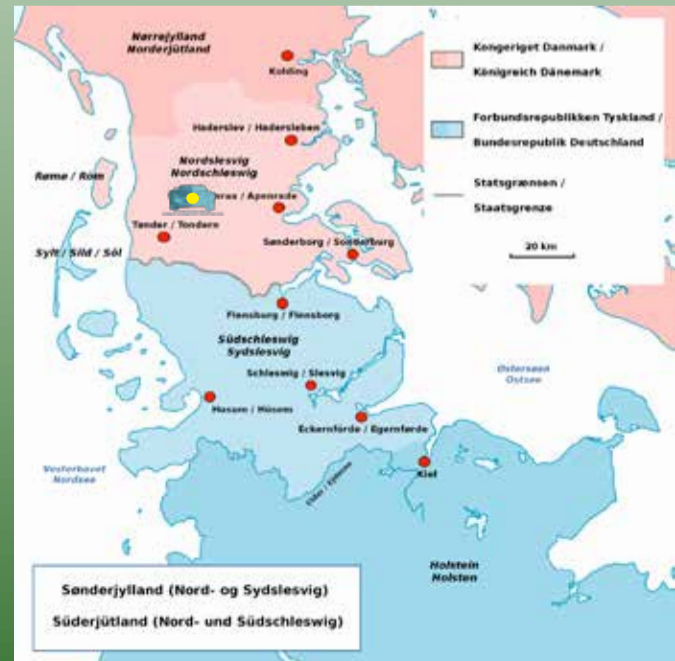 Nørrejylland
Norderjütland
Kolding
Kongeriget Danmark /
Königreich Dänemark
Forbundsrepublikken Tyskland /
Bundesrepublik Deutschland
Statsgrænsen /
Staatsgrenze
20 km
Haderslev / Hadersleben
Nordslesvig
Nordschleswig
Rømø / Rom
/ Apenrade
Tønder / Tondern
Sønderborg / Sonderburg
Sylt / Sild / Söl
Flensburg / Flensborg
Südschleswig
Sydslesvig
Schleswig / Slesvig
Østersøen
Ostsee
Husum / Hüsem
Eckernförde / Egernførde
Vesterhavet
Nordsee
Kiel
Holstein
Holsten
Sønderjylland (Nord- og Sydslesvig)
Süderjütland (Nord- und Südschleswig)